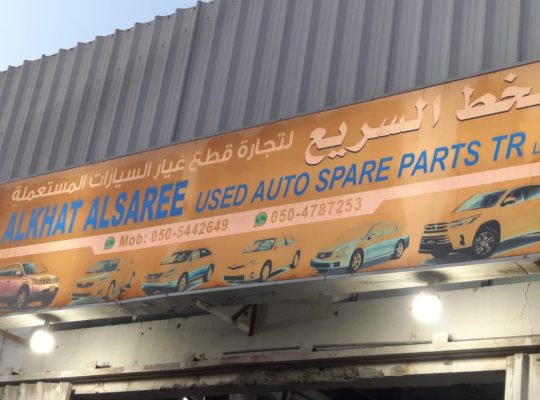 الخط السريع لتجارة قطع غيار السيارات المستعملة
ALKHAT ALSAREE USED AUTO SPARE PARTS TR
Mob: 050-5442649 050-4787253